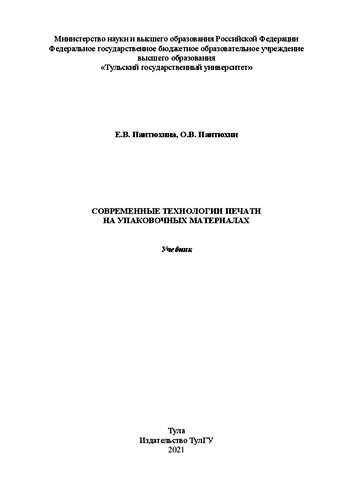 Министерство науки и высшего образования Российской Федерации
Федеральное государственное бюджетное образовательное учреждение
высшего образования
«Тульский государственный университет»
Е.В. Пантюхина, О.В. Пантюхин
СОВРЕМЕННЫЕ ТЕХНОЛОГИИ ПЕЧАТИ
НА УПАКОВОЧНЫХ МАТЕРИАЛАХ
Учебник
Тула
Издательство ТулГУ
2021